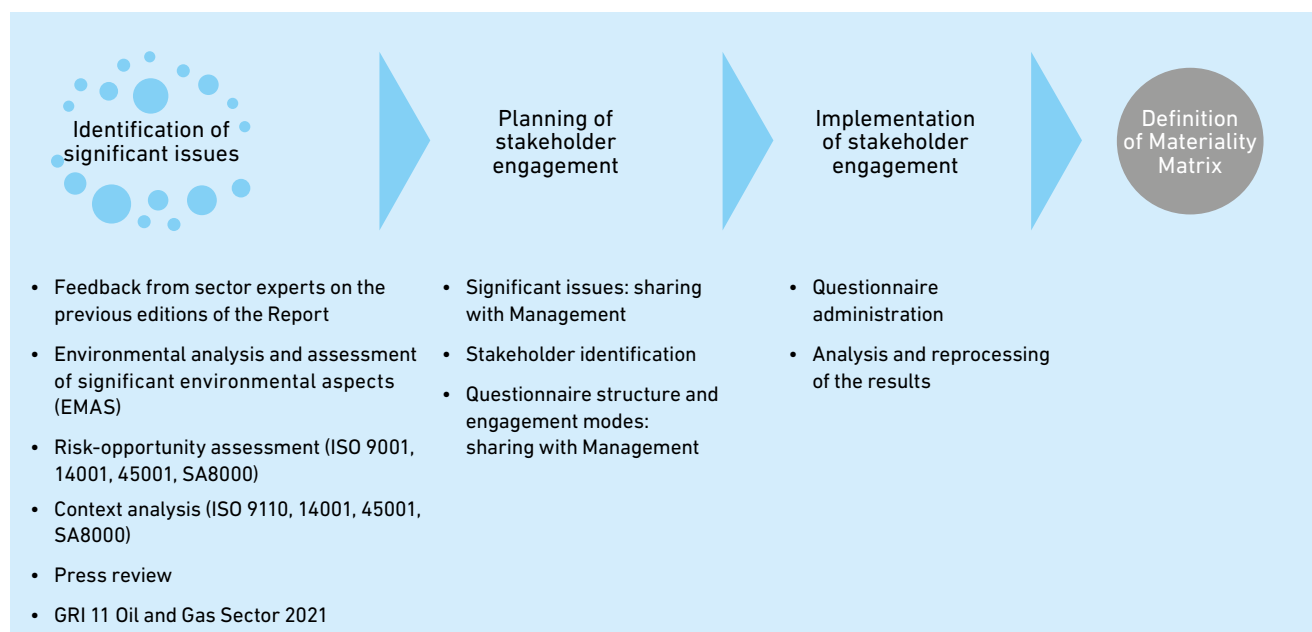 Identification of
significant issues
Planning of
stakeholder
engagement
Implementation
of stakeholder
engagement
Definition
of Materiality
Matrix
• Feedback from sector experts on the
previous editions of the Report
• Environmental analysis and assessment
of significant environmental aspects
(EMAS)
• Risk-opportunity assessment (ISO 9001,
14001, 45001, SA8000)
• Context analysis (ISO 9110, 14001, 45001,
SA8000)
• Press review
• GRI 11 Oil and Gas Sector 2021
• Significant issues: sharing
with Management
• Stakeholder identification
• Questionnaire structure and
engagement modes:
sharing with Management
• Questionnaire
administration
• Analysis and reprocessing
of the results